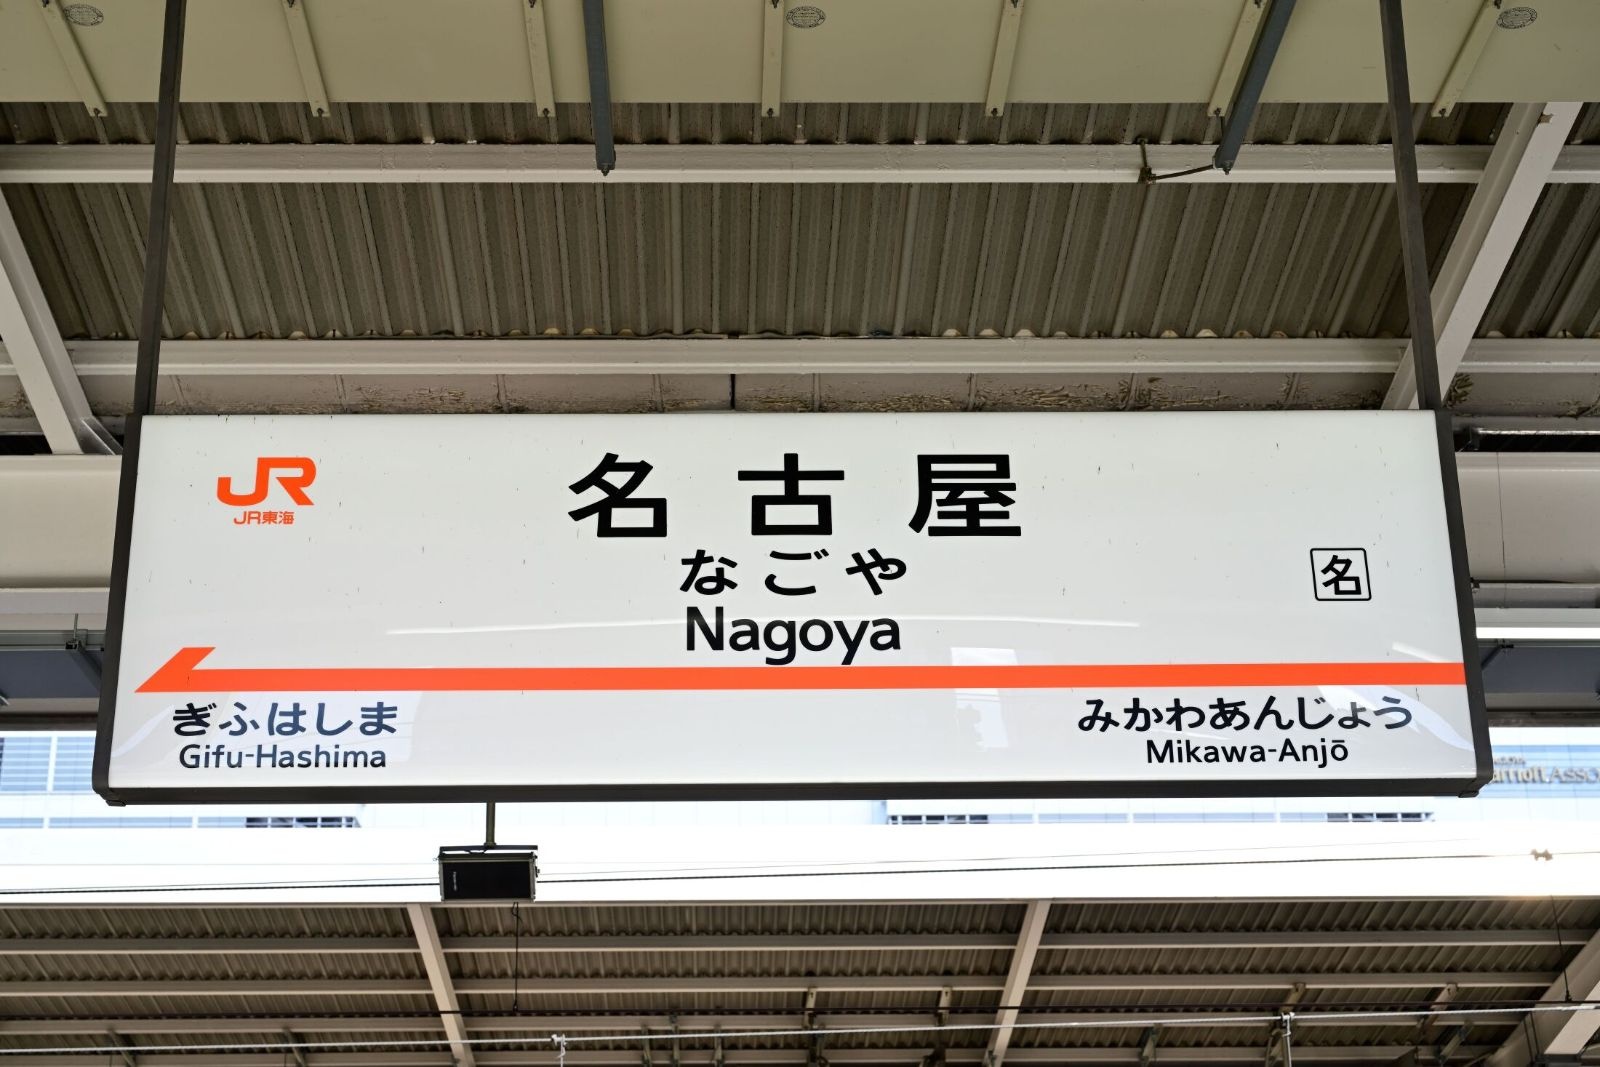 JR
JR東海
名古屋
なごや
Nagoya
名
ぎふはしま
Gifu-Hashima
みかわあんじょう
Mikawa-Anjō